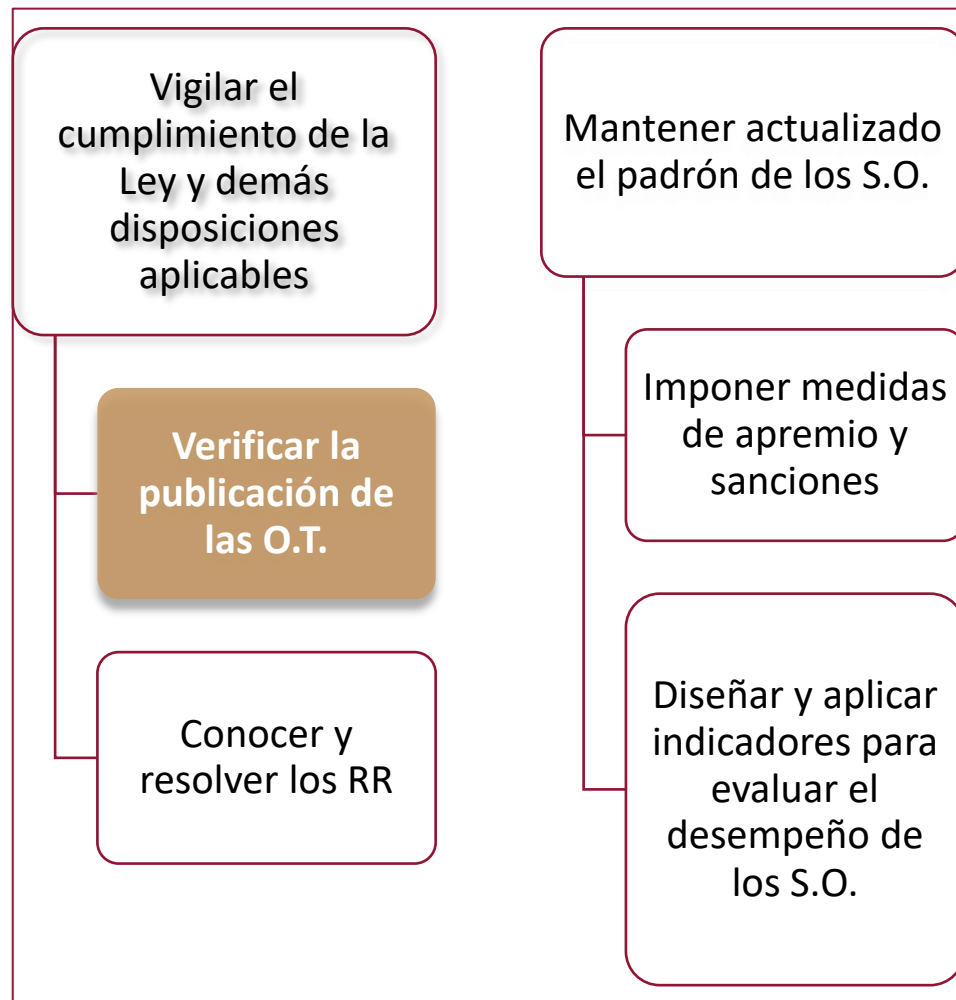 Vigilar el
cumplimiento de la
Ley y demás
disposiciones
aplicables
Verificar la
publicación de
las O.T.
Conocer y
resolver los RR
Mantener actualizado
el padrón de los S.O.
Imponer medidas
de apremio y
sanciones
Diseñar y aplicar
indicadores para
evaluar el
desempeño de
los S.O.